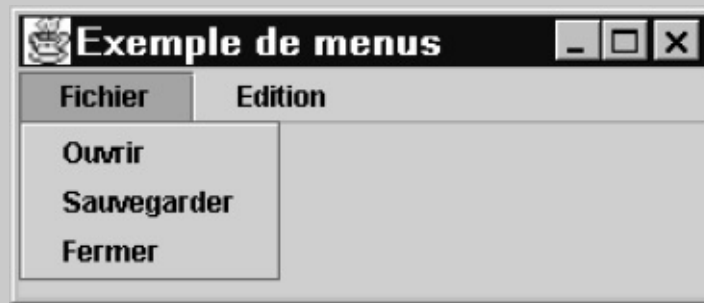 Exemple de menus
Fichier Edition
Ouvrir
Sauvegarder
Fermer